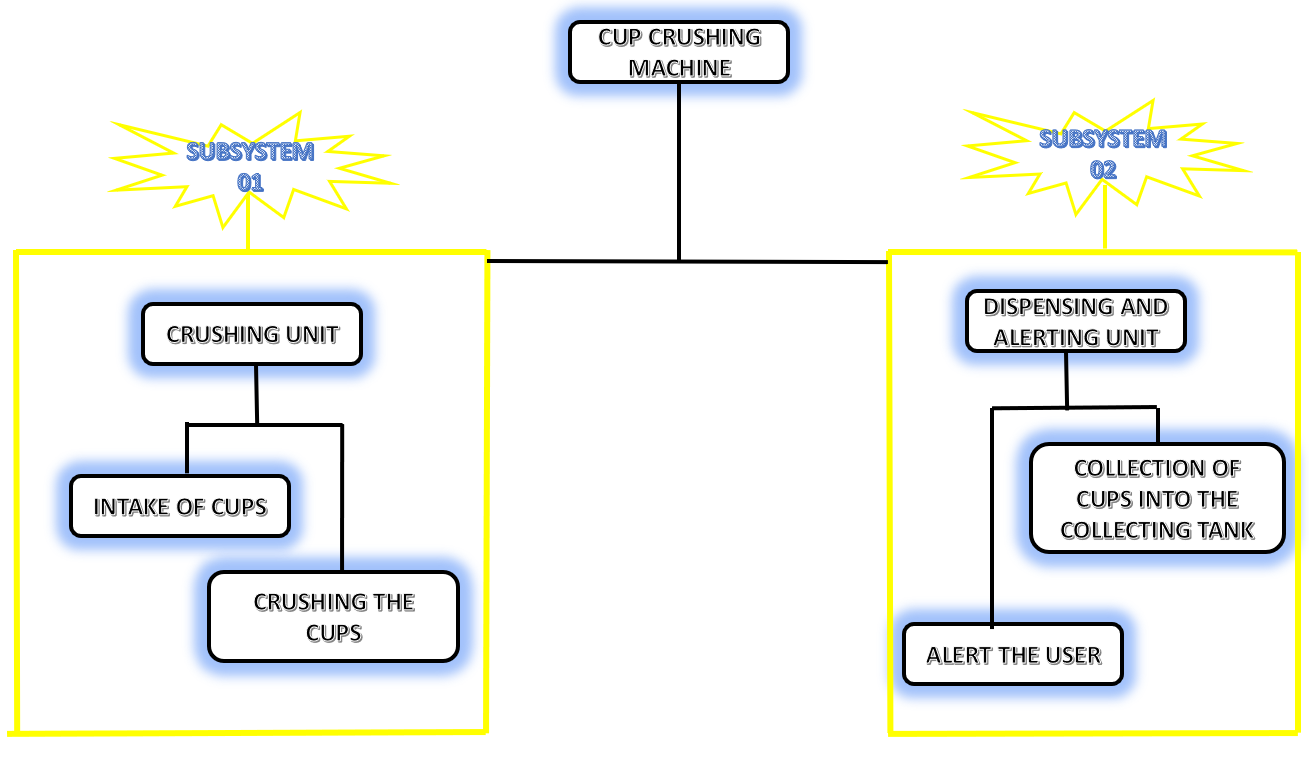 CUP CRUSHING
MACHINE
SUBSYSTEM
01
SUBSYSTEM
02
CRUSHING UNIT
INTAKE OF CUPS
CRUSHING THE
CUPS
DISPENSING AND
ALERTING UNIT
COLLECTION OF
CUPS INTO THE
COLLECTING TANK
ALERT THE USER